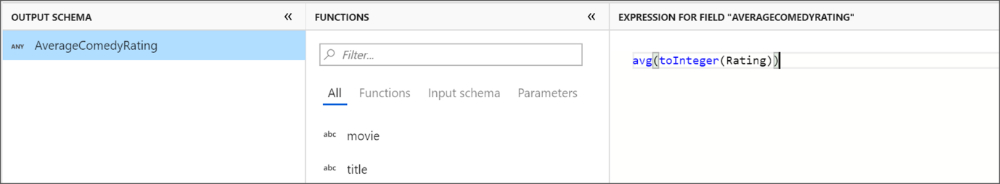 OUTPUT SCHEMA «
ANY AverageComedyRating
FUNCTIONS «
Filter...
All Functions Input schema Parameters
abc movie
abc title
EXPRESSION FOR FIELD "AVERAGECOMEDYRATING"
avg(toInteger(Rating))